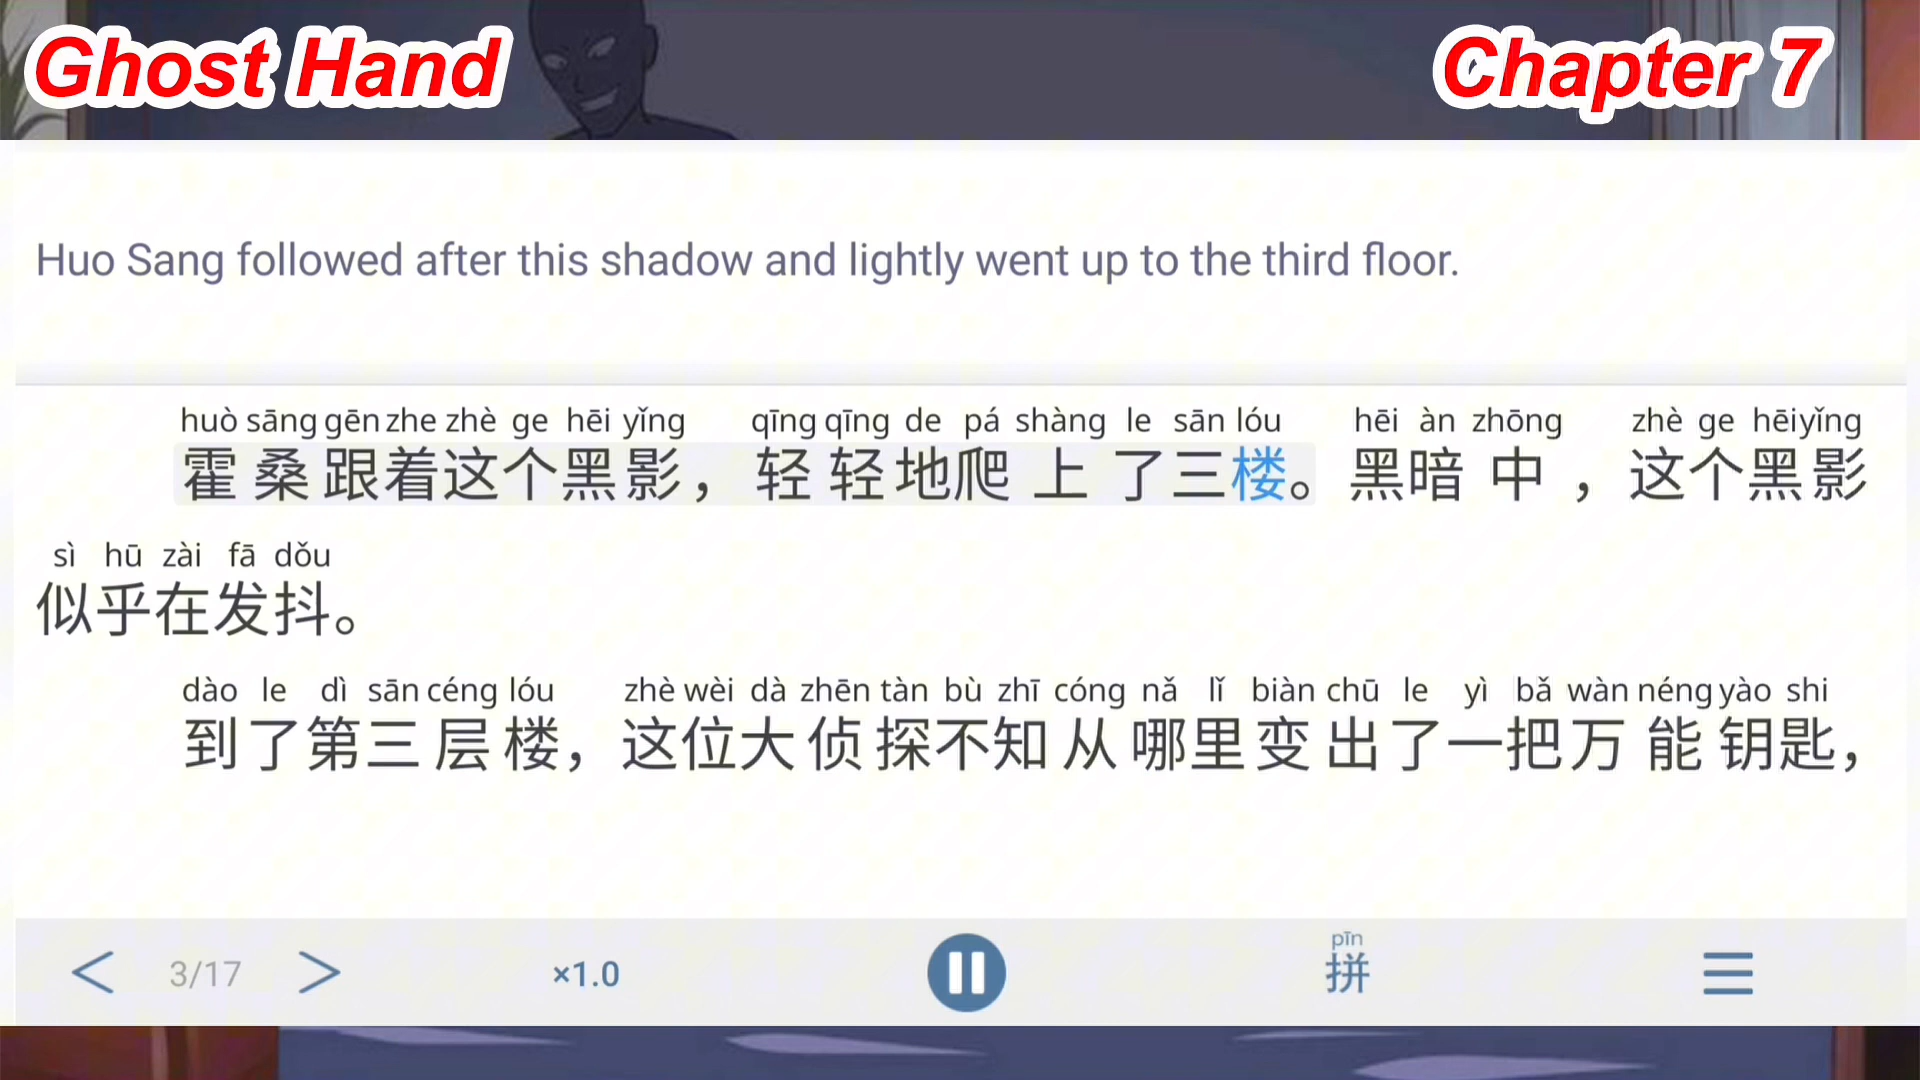 Ghost Hand
Chapter 7
Huo Sang followed after this shadow and lightly went up to the third floor.
huò sāng gēn zhe zhè ge hēi yǐng qīng qīng de pá shàng le sān lóu hēi àn zhōng zhè ge hēi yǐng
霍桑跟着这个黑影，轻轻地爬上了三楼。黑暗中，这个黑影
sì hū zài fā dǒu
似乎在发抖。
dào le dì sān céng lóu zhè wèi dà zhēn tàn bù zhī cóng nǎ lǐ biàn chū le yì bǎ wàn néng yào shi
到了第三层楼，这位大侦探不知从哪里变出了一把万能钥匙，
3/17
×1.0
pīn
拼